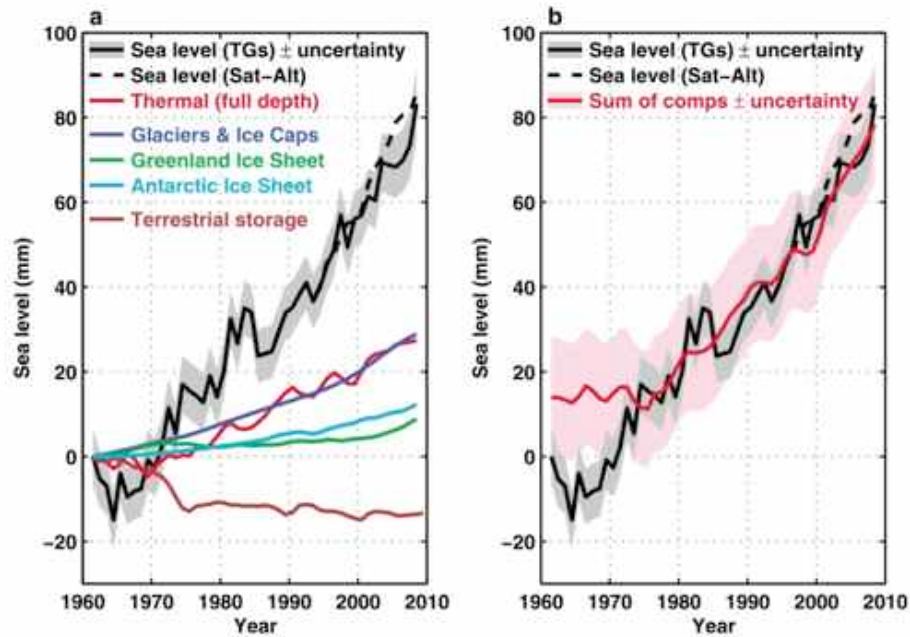 a
100
80
60
40
20
0
−20
Sea level (mm)
Sea level (TGs) ± uncertainty
Sea level (Sat−Alt)
Thermal (full depth)
Glaciers & Ice Caps
Greenland Ice Sheet
Antarctic Ice Sheet
Terrestrial storage
1960 1970 1980 1990 2000 2010
Year
b
100
80
60
40
20
0
−20
Sea level (mm)
Sea level (TGs) ± uncertainty
Sea level (Sat−Alt)
Sum of comps ± uncertainty
1960 1970 1980 1990 2000 2010
Year